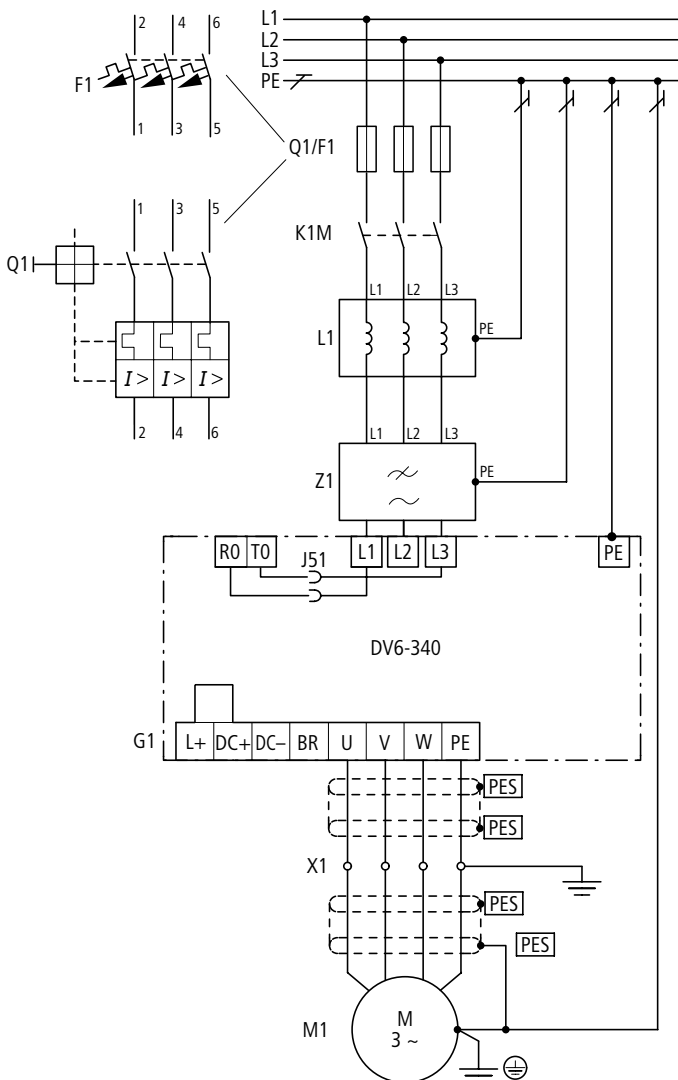 2 4 6
L1
L2
L3
PE
F1
1 3 5
Q1/F1
1 3 5
K1M
Q1
L1 L2 L3
L1
PE
I > I > I >
2 4 6
L1 L2 L3
Z1
PE
R0 T0
J51
L1 L2 L3
PE
DV6-340
G1
L+ DC+ DC– BR U V W PE
PES
PES
X1
PES
PES
M1
M
3 ~